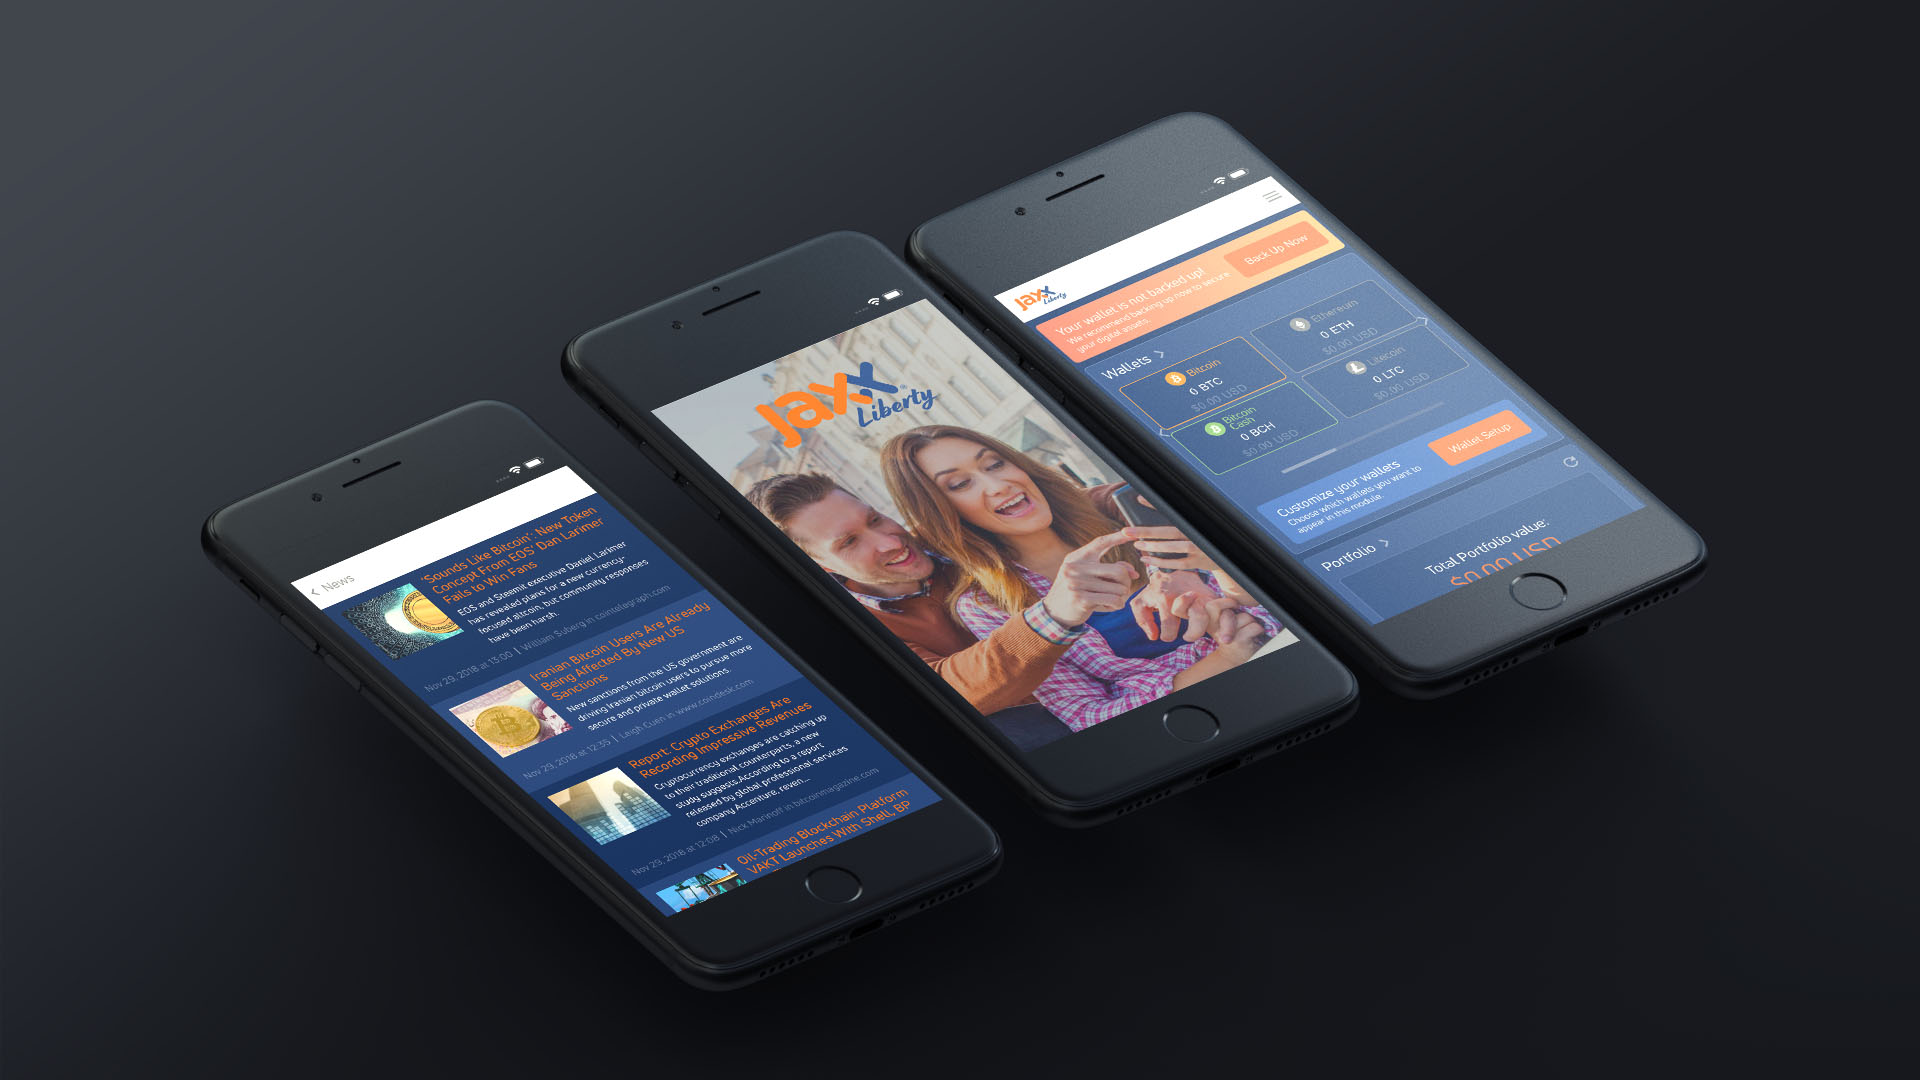 News
'Sounds Like Bitcoin': New Token
Concept From EOS' Dan Larimer
Fails to Win Fans
EOS and Steemit executive Daniel Larimer
has revealed plans for a new currency-
focused altcoin, but community responses
have been harsh.
Nov 29, 2018 at 13:00 | William Suberg in cointelegraph.com
Iranian Bitcoin Users Are Already
Being Affected By New US
Sanctions
New sanctions from the US government are
driving Iranian bitcoin users to pursue more
secure and private wallet solutions.
Nov 29, 2018 at 12:35 | Leigh Cuen in www.coindesk.com
Report: Crypto Exchanges Are
Recording Impressive Revenues
Cryptocurrency exchanges are catching up
to their traditional counterparts, a new
study suggests.According to a report
released by global professional services
company Accenture, reven...
Nov 29, 2018 at 12:08 | Nick Marinoff in bitcoinmagazine.com
Oil-Trading Blockchain Platform
VAKT Launches With Shell, BP
jaxx®
Liberty
jaxx
Liberty
Your wallet is not backed up!
We recommend backing up now to secure
your digital assets.
Back Up Now
Wallets
Bitcoin
0 BTC
$0.00 USD
Ethereum
0 ETH
$0.00 USD
Bitcoin
Cash
0 BCH
$0.00 USD
Litecoin
0 LTC
$0.00 USD
Customize your wallets
Choose which wallets you want to
appear in this module.
Wallet Setup
Portfolio
Total Portfolio value:
$0.00 USD